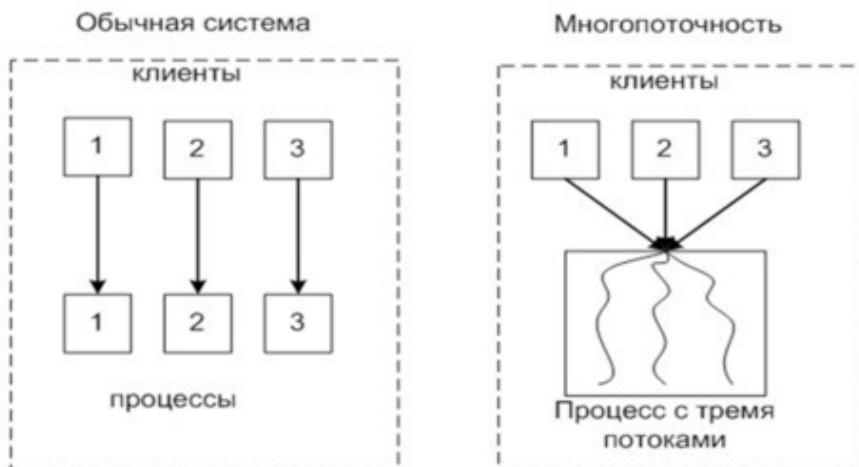 Обычная система
клиенты
1 2 3
1 2 3
процессы
Многопоточность
клиенты
1 2 3
Процесс с тремя
потоками